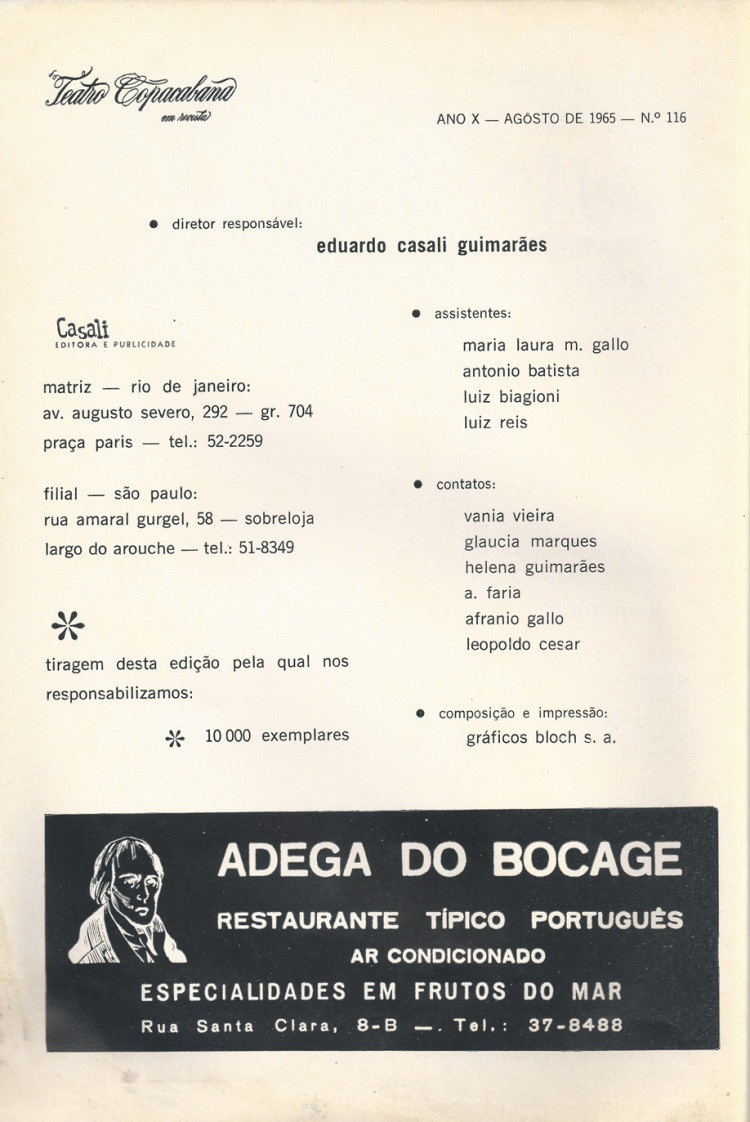 do Teatro Copacabana
em revista
ANO X — AGÔSTO DE 1965 — N.º 116
● diretor responsável:
eduardo casali guimarães
Casali
EDITORA E PUBLICIDADE
matriz — rio de janeiro:
av. augusto severo, 292 — gr. 704
praça paris — tel.: 52-2259
filial — são paulo:
rua amaral gurgel, 58 — sobreloja
largo do arouche — tel.: 51-8349
*
tiragem desta edição pela qual nos
responsabilizamos:
* 10 000 exemplares
● assistentes:
maria laura m. gallo
antonio batista
luiz biagioni
luiz reis
● contatos:
vania vieira
glaucia marques
helena guimarães
a. faria
afranio gallo
leopoldo cesar
● composição e impressão:
gráficos bloch s. a.
ADEGA DO BOCAGE
RESTAURANTE TÍPICO PORTUGUÊS
AR CONDICIONADO
ESPECIALIDADES EM FRUTOS DO MAR
Rua Santa Clara, 8-B —. Tel.: 37-8488